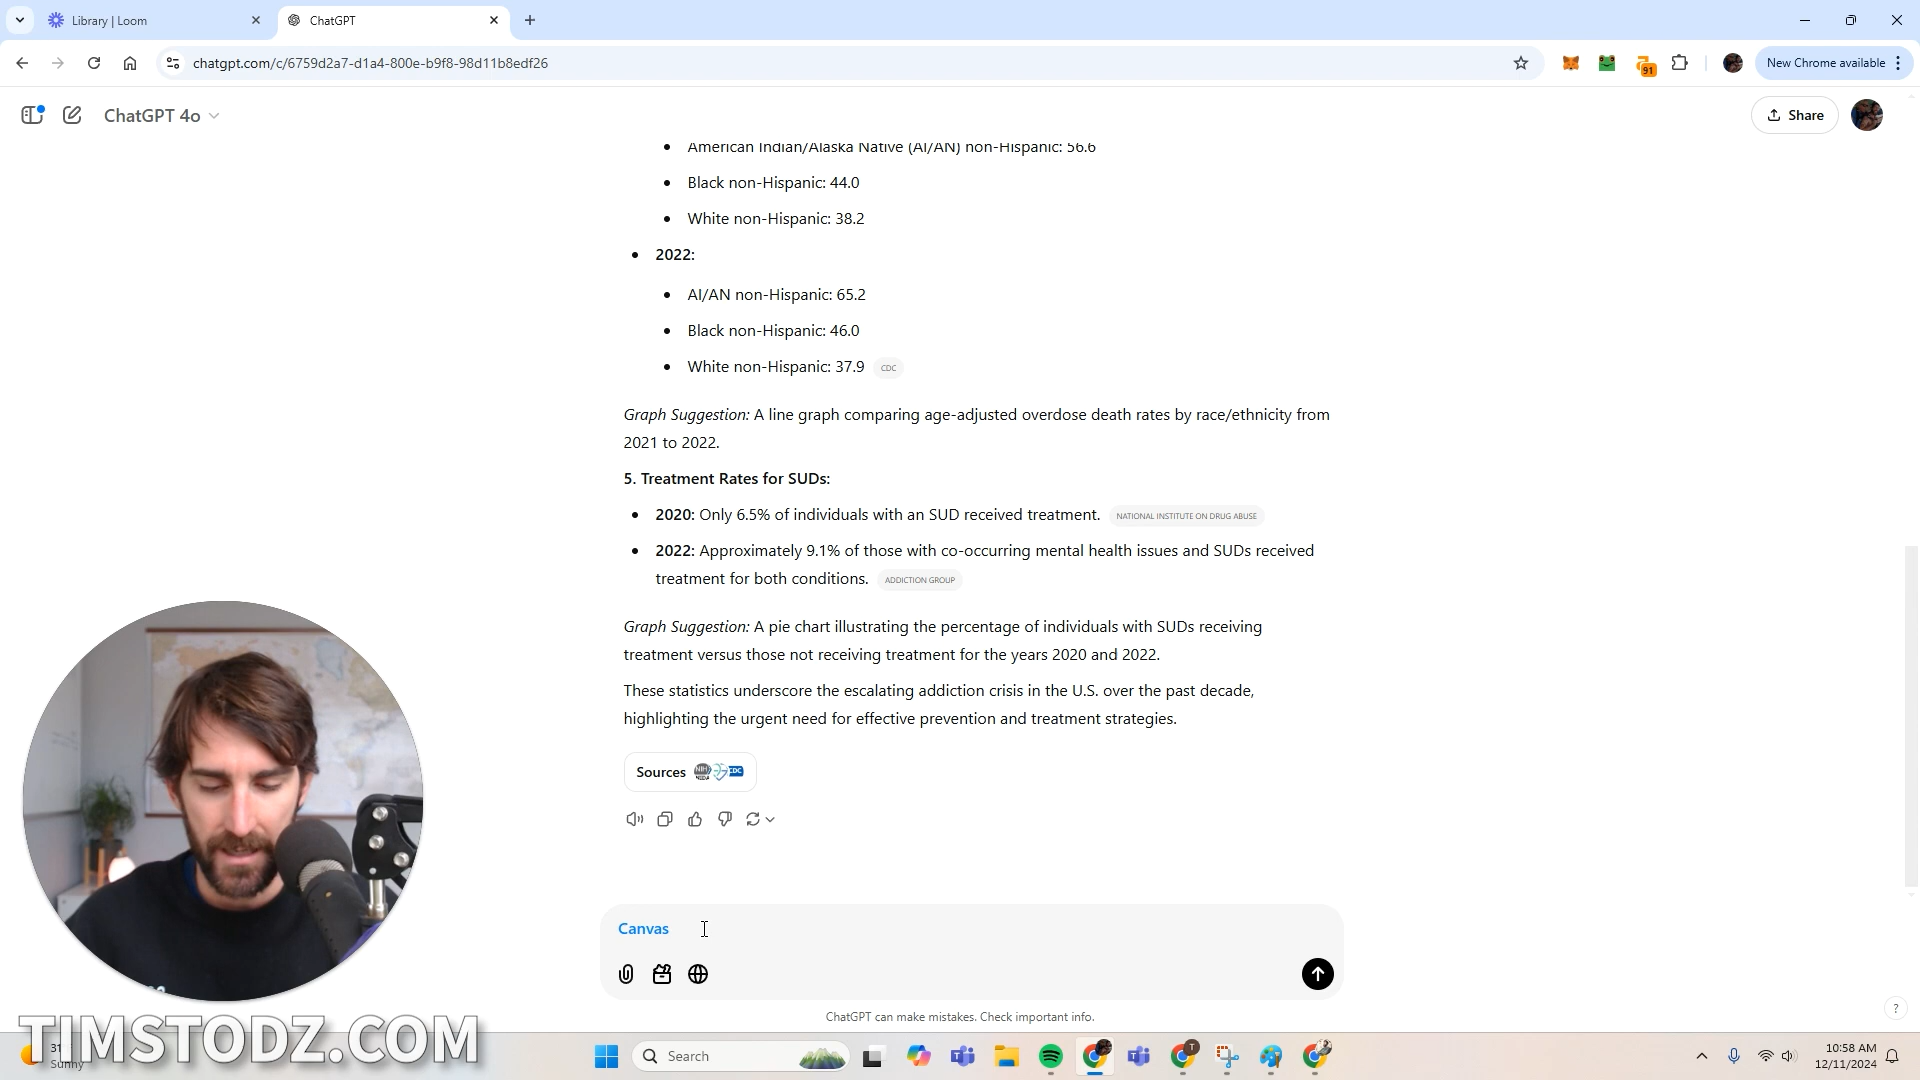 Library | Loom
ChatGPT
chatgpt.com/c/6759d2a7-d1a4-800e-b9f8-98d11b8edf26
91
New Chrome available
ChatGPT 4o
Share
American Indian/Alaska Native (AI/AN) non-Hispanic: 56.6
Black non-Hispanic: 44.0
White non-Hispanic: 38.2
2022:
AI/AN non-Hispanic: 65.2
Black non-Hispanic: 46.0
White non-Hispanic: 37.9 CDC
Graph Suggestion: A line graph comparing age-adjusted overdose death rates by race/ethnicity from
2021 to 2022.
5. Treatment Rates for SUDs:
2020: Only 6.5% of individuals with an SUD received treatment. NATIONAL INSTITUTE ON DRUG ABUSE
2022: Approximately 9.1% of those with co-occurring mental health issues and SUDs received
treatment for both conditions. ADDICTION GROUP
Graph Suggestion: A pie chart illustrating the percentage of individuals with SUDs receiving
treatment versus those not receiving treatment for the years 2020 and 2022.
These statistics underscore the escalating addiction crisis in the U.S. over the past decade,
highlighting the urgent need for effective prevention and treatment strategies.
Sources NIH CDC
Canvas
ChatGPT can make mistakes. Check important info.
?
TIMSTODZ.COM
Sunny
Search
T
10:58 AM
12/11/2024